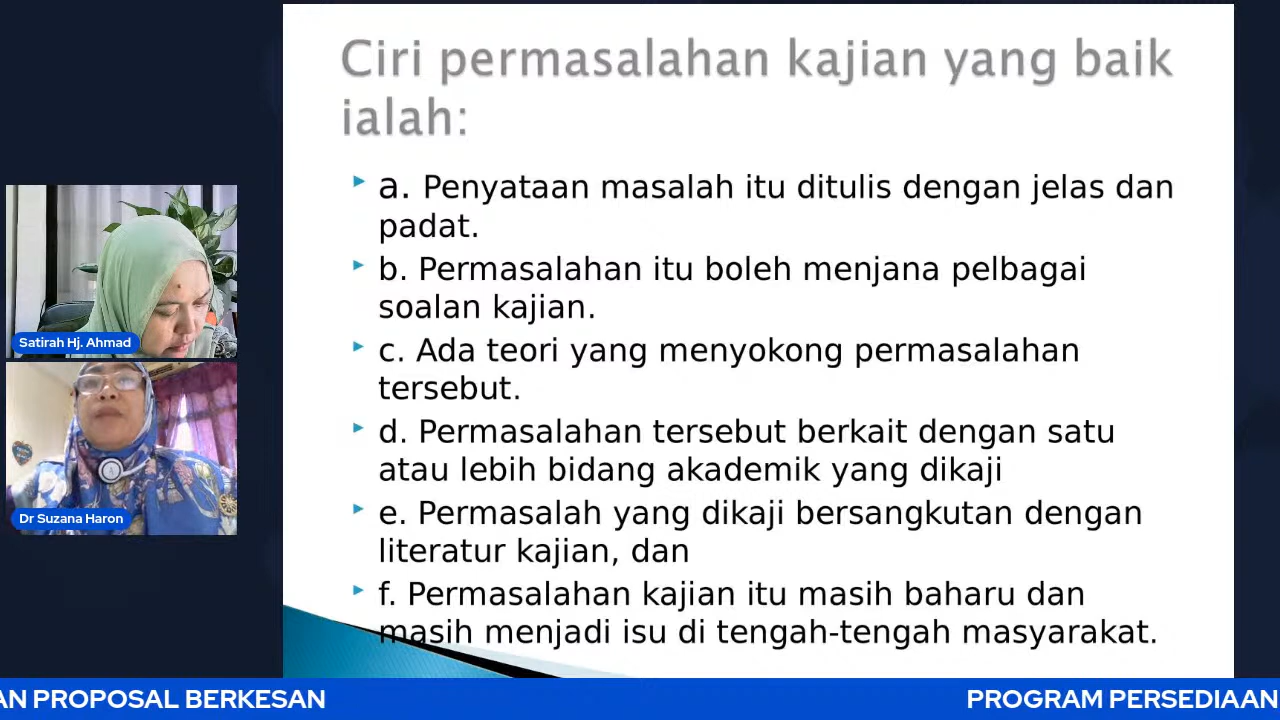 Ciri permasalahan kajian yang baik
ialah:
a. Penyataan masalah itu ditulis dengan jelas dan
padat.
b. Permasalahan itu boleh menjana pelbagai
soalan kajian.
c. Ada teori yang menyokong permasalahan
tersebut.
d. Permasalahan tersebut berkait dengan satu
atau lebih bidang akademik yang dikaji
e. Permasalah yang dikaji bersangkutan dengan
literatur kajian, dan
f. Permasalahan kajian itu masih baharu dan
masih menjadi isu di tengah-tengah masyarakat.
Satirah Hj. Ahmad
Dr Suzana Haron
AN PROPOSAL BERKESAN
PROGRAM PERSEDIAAN